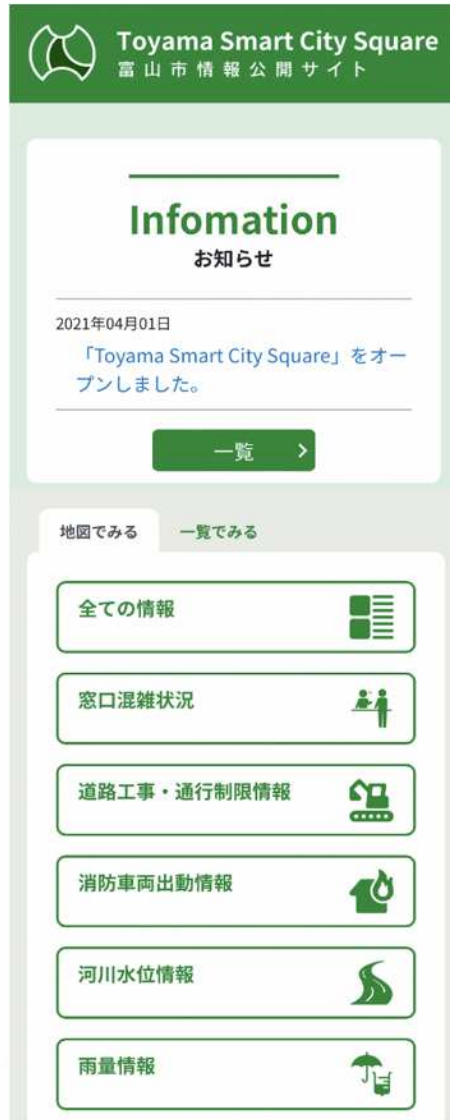 Toyama Smart City Square
富山市情報公開サイト
Infomation
お知らせ
2021年04月01日
「Toyama Smart City Square」をオー
プンしました。
一覧
地図でみる
一覧でみる
全ての情報
窓口混雑状況
道路工事・通行制限情報
消防車両出動情報
河川水位情報
雨量情報